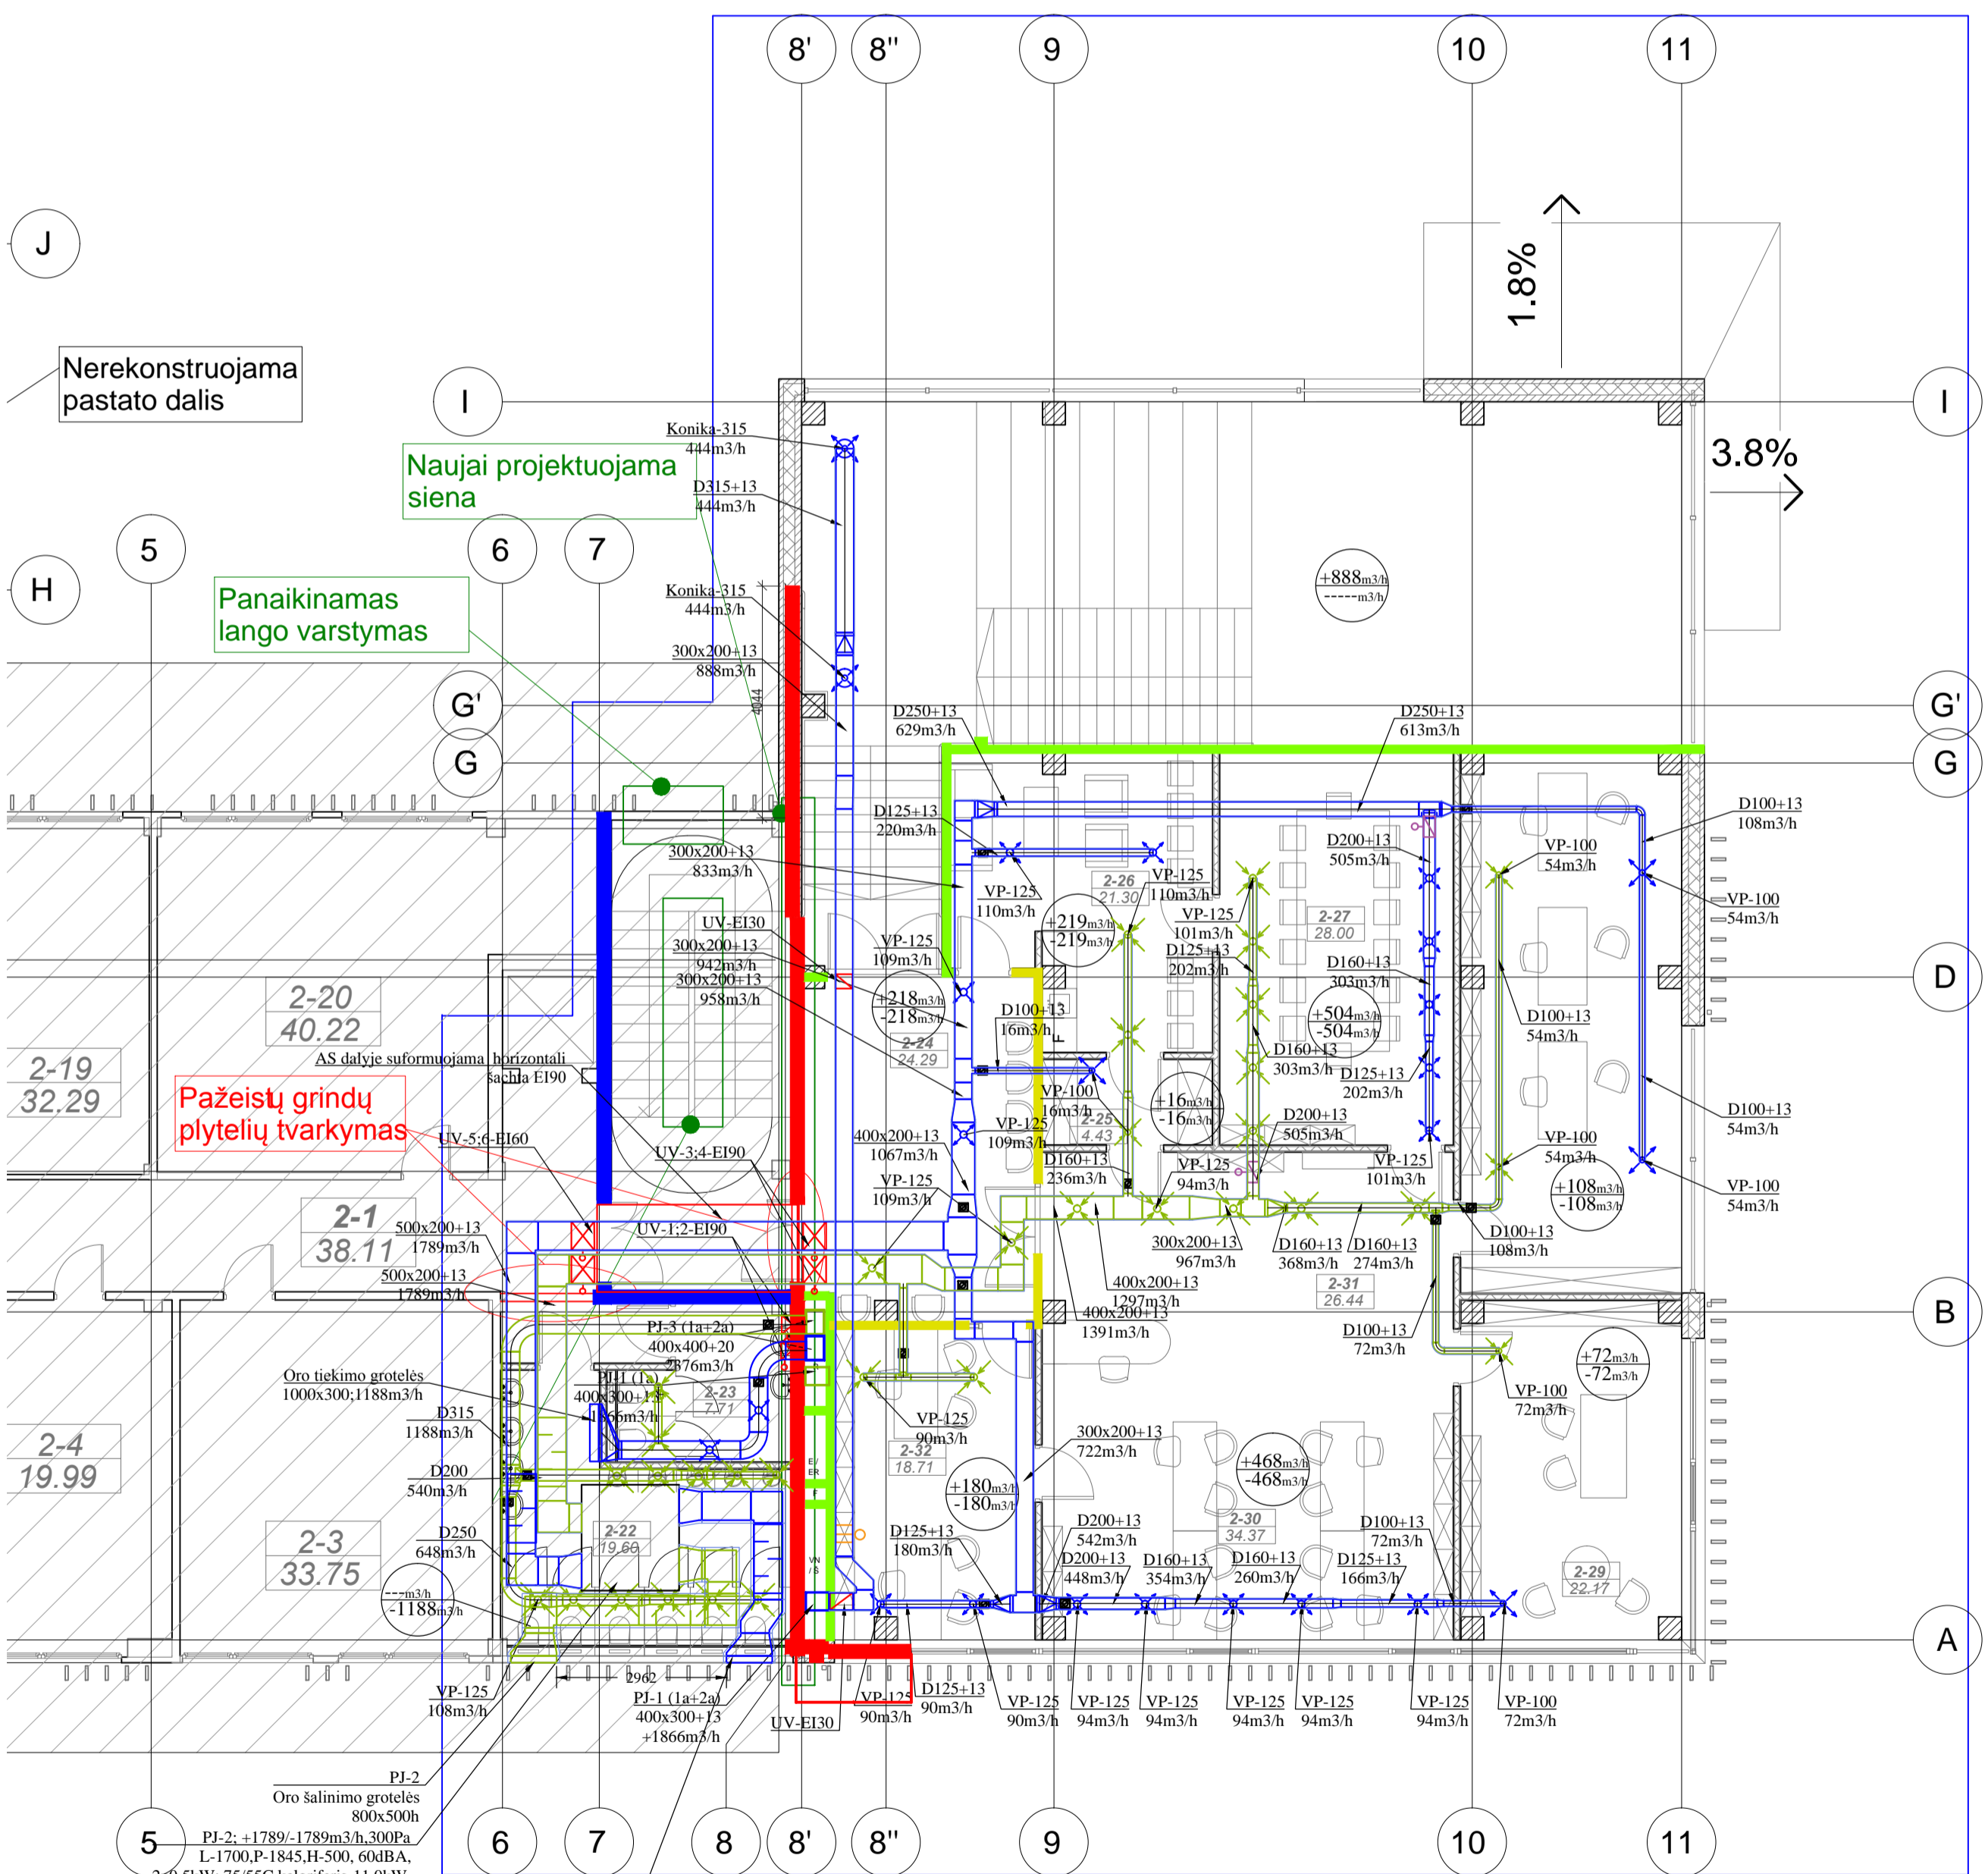 8'
8''
9
10
11
J
1.8%
Nerekonstruojama
pastato dalis
I
I
Konika-315
444m3/h
3.8%
Naujai projektuojama
siena
D315+13
444m3/h
5
6
7
H
Panaikinamas
lango varstymas
Konika-315
444m3/h
+888m3/h
-----m3/h
300x200+13
888m3/h
4044
G'
G'
D250+13
629m3/h
D250+13
613m3/h
G
G
D125+13
220m3/h
D100+13
108m3/h
D200+13
505m3/h
VP-100
54m3/h
300x200+13
833m3/h
2-26
21.30
VP-125
110m3/h
VP-125
110m3/h
VP-100
54m3/h
VP-125
101m3/h
2-27
28.00
UV-EI30
+219m3/h
-219m3/h
300x200+13
942m3/h
VP-125
109m3/h
D125+13
202m3/h
D160+13
303m3/h
D
300x200+13
958m3/h
2-20
40.22
+218m3/h
-218m3/h
D100+13
16m3/h
+504m3/h
-504m3/h
D100+13
54m3/h
F
2-24
24.29
AS dalyje suformuojama horizontali
šachta EI90
2-19
32.29
D160+13
303m3/h
D125+13
202m3/h
Pažeistų grindų
plytelių tvarkymas
VP-100
16m3/h
+16m3/h
-16m3/h
2-25
4.43
D200+13
505m3/h
D100+13
54m3/h
UV-5;6-EI60
UV-3;4-EI90
400x200+13
1067m3/h
VP-125
109m3/h
D160+13
236m3/h
VP-125
94m3/h
VP-125
101m3/h
VP-100
54m3/h
VP-125
109m3/h
+108m3/h
-108m3/h
VP-100
54m3/h
2-1
38.11
500x200+13
1789m3/h
UV-1;2-EI90
300x200+13
967m3/h
D160+13
368m3/h
D160+13
274m3/h
D100+13
108m3/h
500x200+13
1789m3/h
400x200+13
1297m3/h
2-31
26.44
B
400x200+13
1391m3/h
D100+13
72m3/h
PJ-3 (1a+2a)
400x400+20
2376m3/h
+72m3/h
-72m3/h
Oro tiekimo grotelės
1000x300;1188m3/h
PJ-1 (1a)
400x300+13
1866m3/h
2-23
7.71
VP-100
72m3/h
D315
1188m3/h
VP-125
90m3/h
300x200+13
722m3/h
2-4
19.99
2-32
18.71
E/
ER
F
D200
540m3/h
+180m3/h
-180m3/h
+468m3/h
-468m3/h
2-3
33.75
D250
648m3/h
2-22
19.60
VN
/ Š
D125+13
180m3/h
D200+13
542m3/h
D200+13
448m3/h
D160+13
354m3/h
2-30
34.37
D160+13
260m3/h
D125+13
166m3/h
D100+13
72m3/h
2-29
22.17
---m3/h
-1188m3/h
A
2962
VP-125
108m3/h
PJ-1 (1a+2a)
400x300+13
+1866m3/h
UV-EI30
VP-125
90m3/h
D125+13
90m3/h
VP-125
90m3/h
VP-125
94m3/h
VP-125
94m3/h
VP-125
94m3/h
VP-125
94m3/h
VP-125
94m3/h
VP-100
72m3/h
PJ-2
Oro šalinimo grotelės
800x500h
PJ-2; +1789/-1789m3/h,300Pa
L-1700,P-1845,H-500, 60dBA,
5
6
7
8
8'
8''
9
10
11